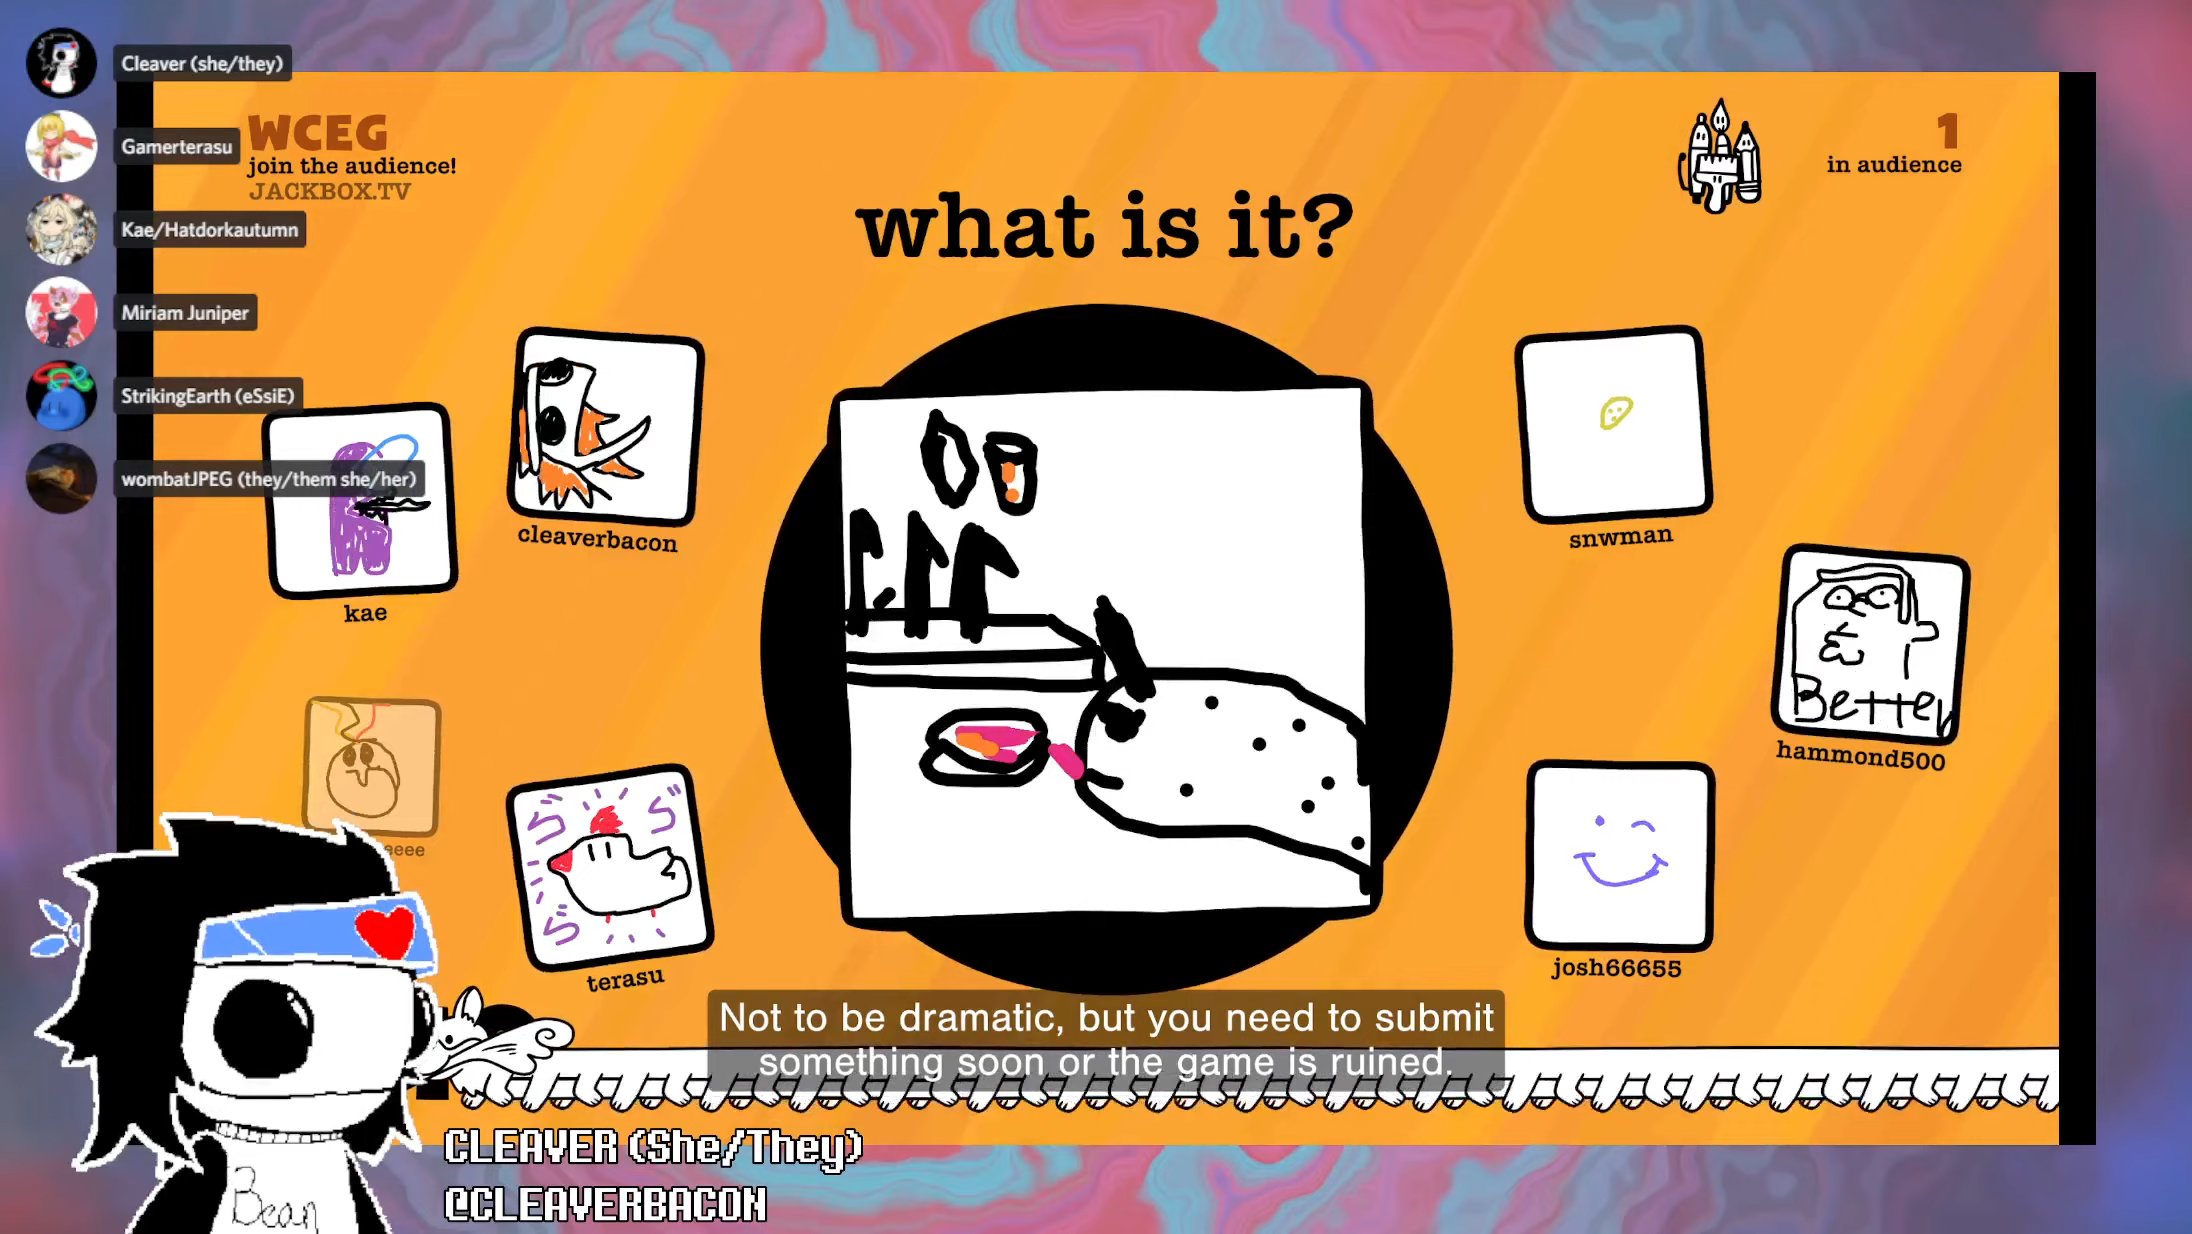 Cleaver (she/they)
Gamerterasu
Kae/Hatdorkautumn
Miriam Juniper
StrikingEarth (eSsiE)
wombatJPEG (they/them she/her)
WCEG
join the audience!
JACKBOX.TV
1
in audience
what is it?
cleaverbacon
kae
eeee
terasu
snwman
Better
hammond500
josh66655
Not to be dramatic, but you need to submit
something soon or the game is ruined.
CLEAVER (She/They)
@CLEAVERBACON
Bean